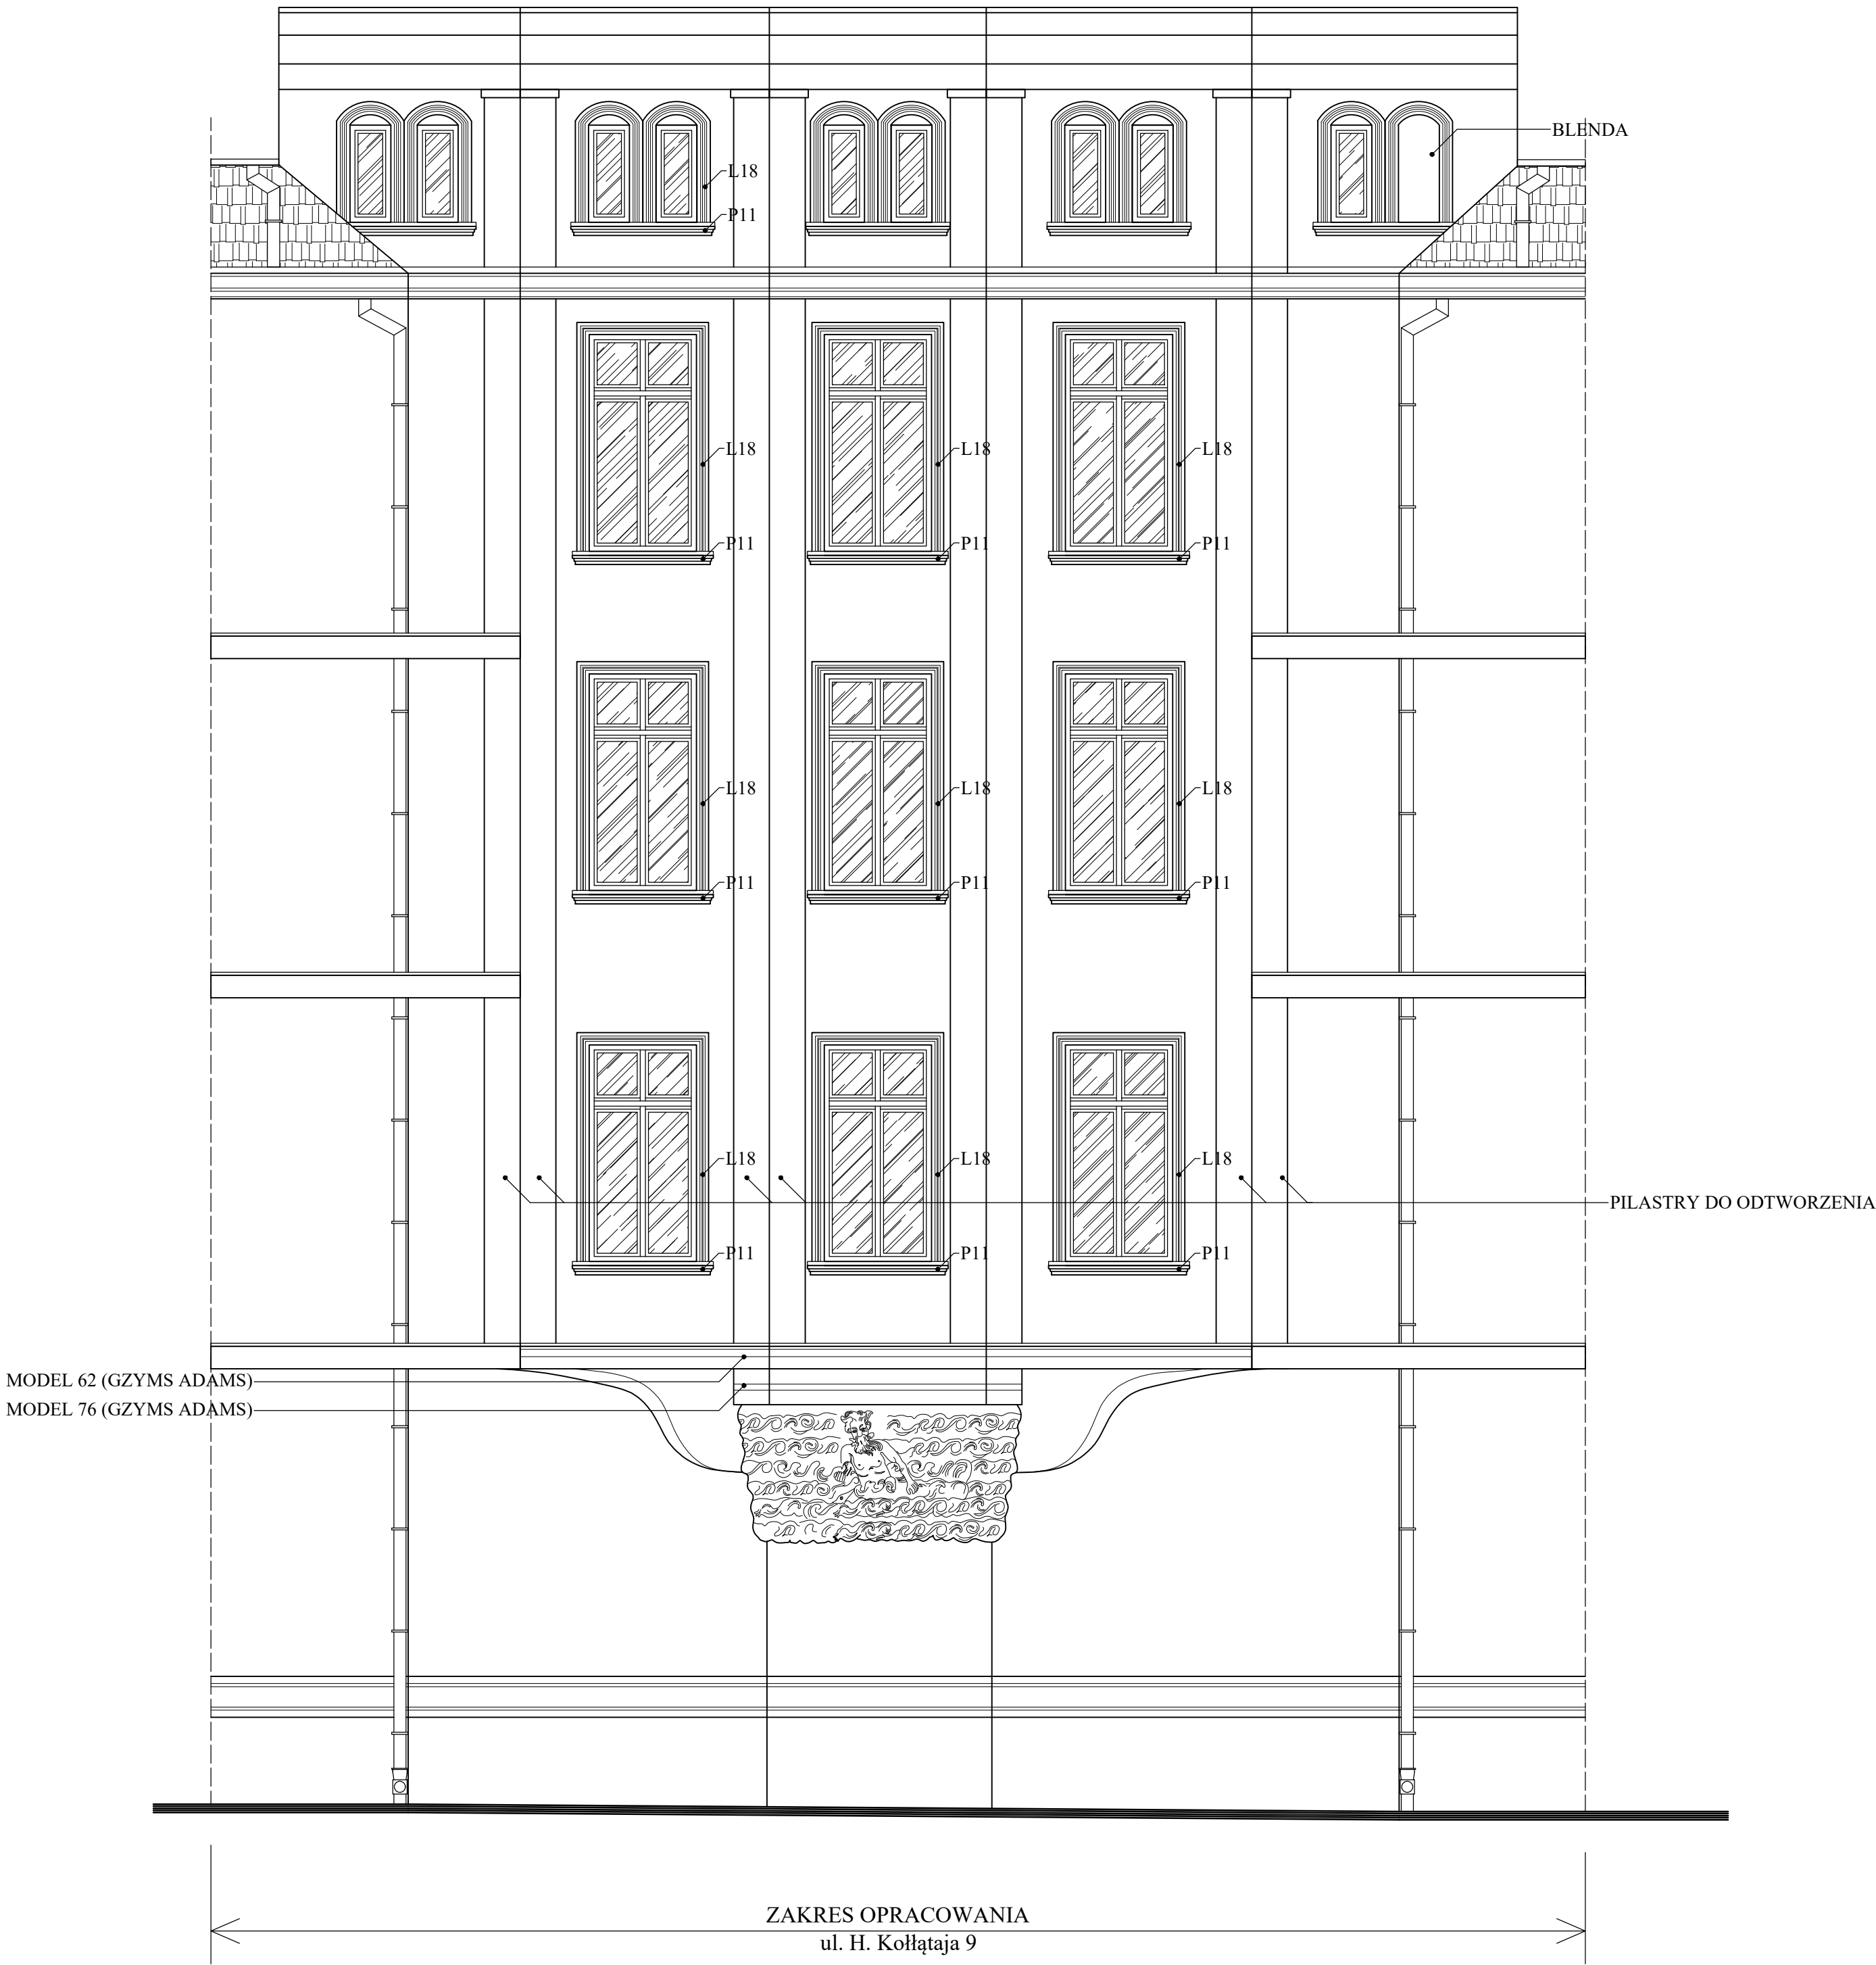 BLENDA
L18
P11
L18
L18
L18
P11
P11
P11
L18
L18
L18
P11
P11
P11
L18
L18
L18
PILASTRY DO ODTWORZENIA
P11
P11
P11
MODEL 62 (GZYMS ADAMS)
MODEL 76 (GZYMS ADAMS)
ZAKRES OPRACOWANIA
ul. H. Kołłątaja 9